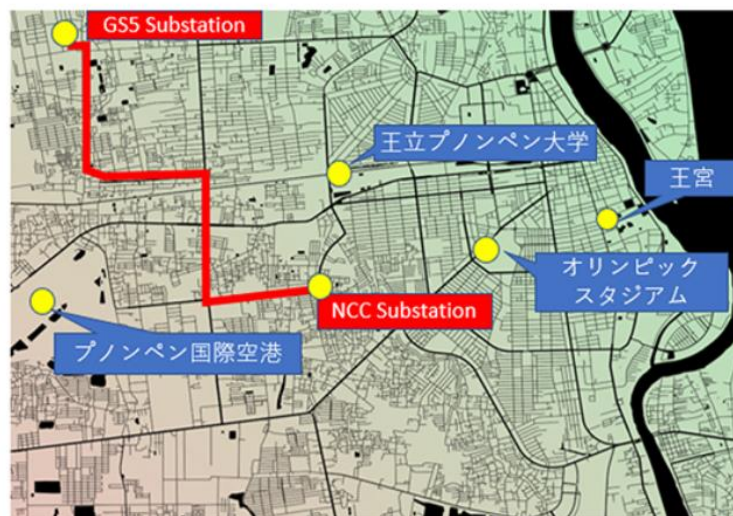 GS5 Substation
王立プノンペン大学
王宮
オリンピック
スタジアム
NCC Substation
プノンペン国際空港